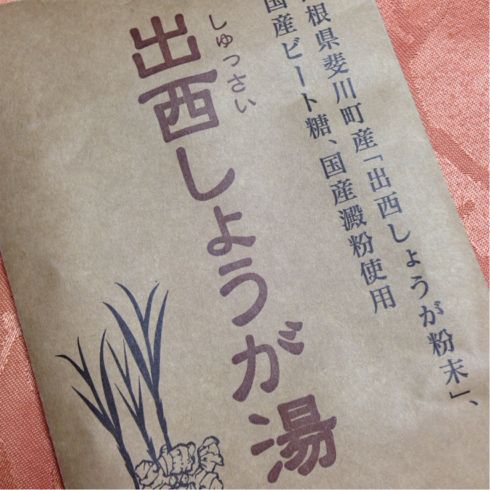 根県斐川町産「出西しょうが粉末」、
国産ビート糖、国産澱粉使用
しゅっさい
出西しょうが湯